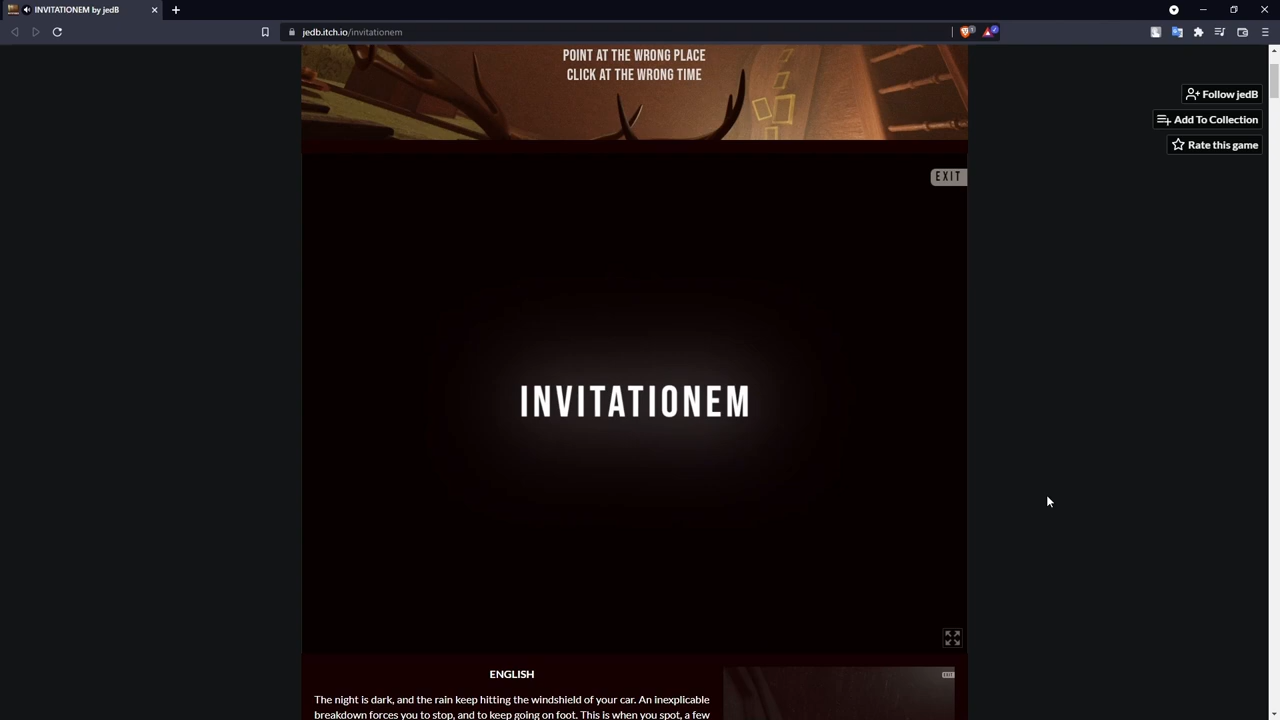 INVITATIONEM by jedB
jedb.itch.io/invitationem
1
POINT AT THE WRONG PLACE
CLICK AT THE WRONG TIME
Follow jedB
Add To Collection
Rate this game
EXIT
INVITATIONEM
ENGLISH
EXIT
The night is dark, and the rain keep hitting the windshield of your car. An inexplicable
breakdown forces you to stop, and to keep going on foot. This is when you spot, a few